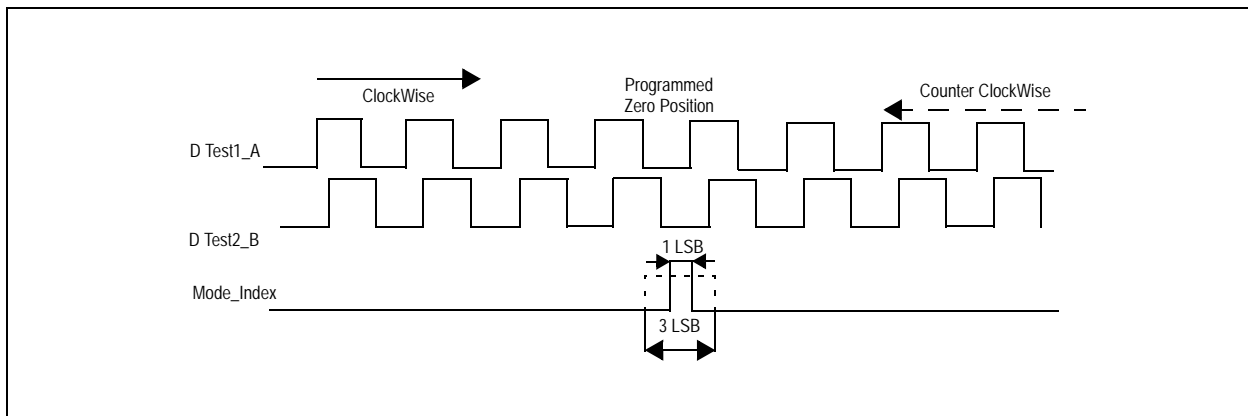 ClockWise
Programmed
Zero Position
Counter ClockWise
D Test1_A
D Test2_B
1 LSB
Mode_Index
3 LSB